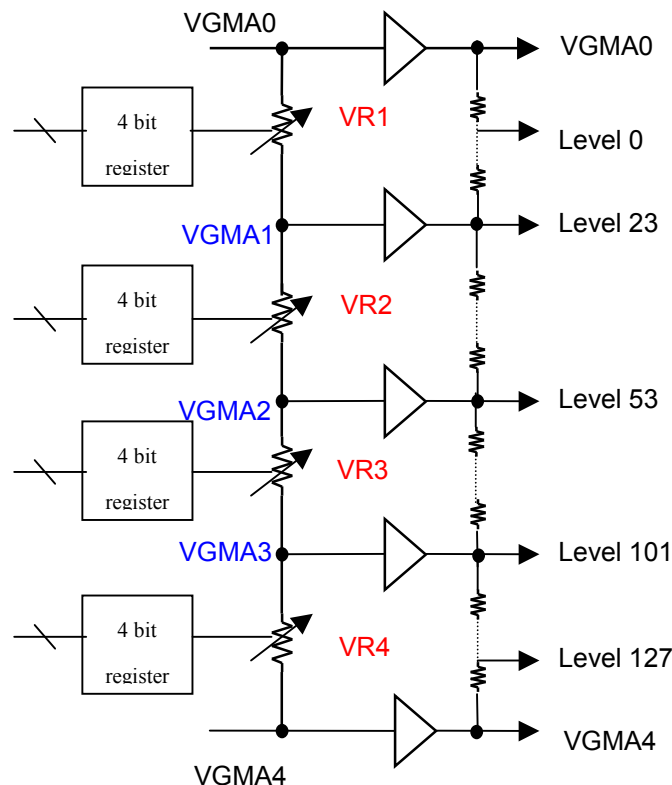 VGMA0
VGMA0
4 bit
register
VR1
Level 0
VGMA1
Level 23
4 bit
register
VR2
VGMA2
Level 53
4 bit
register
VR3
VGMA3
Level 101
4 bit
register
VR4
Level 127
VGMA4
VGMA4